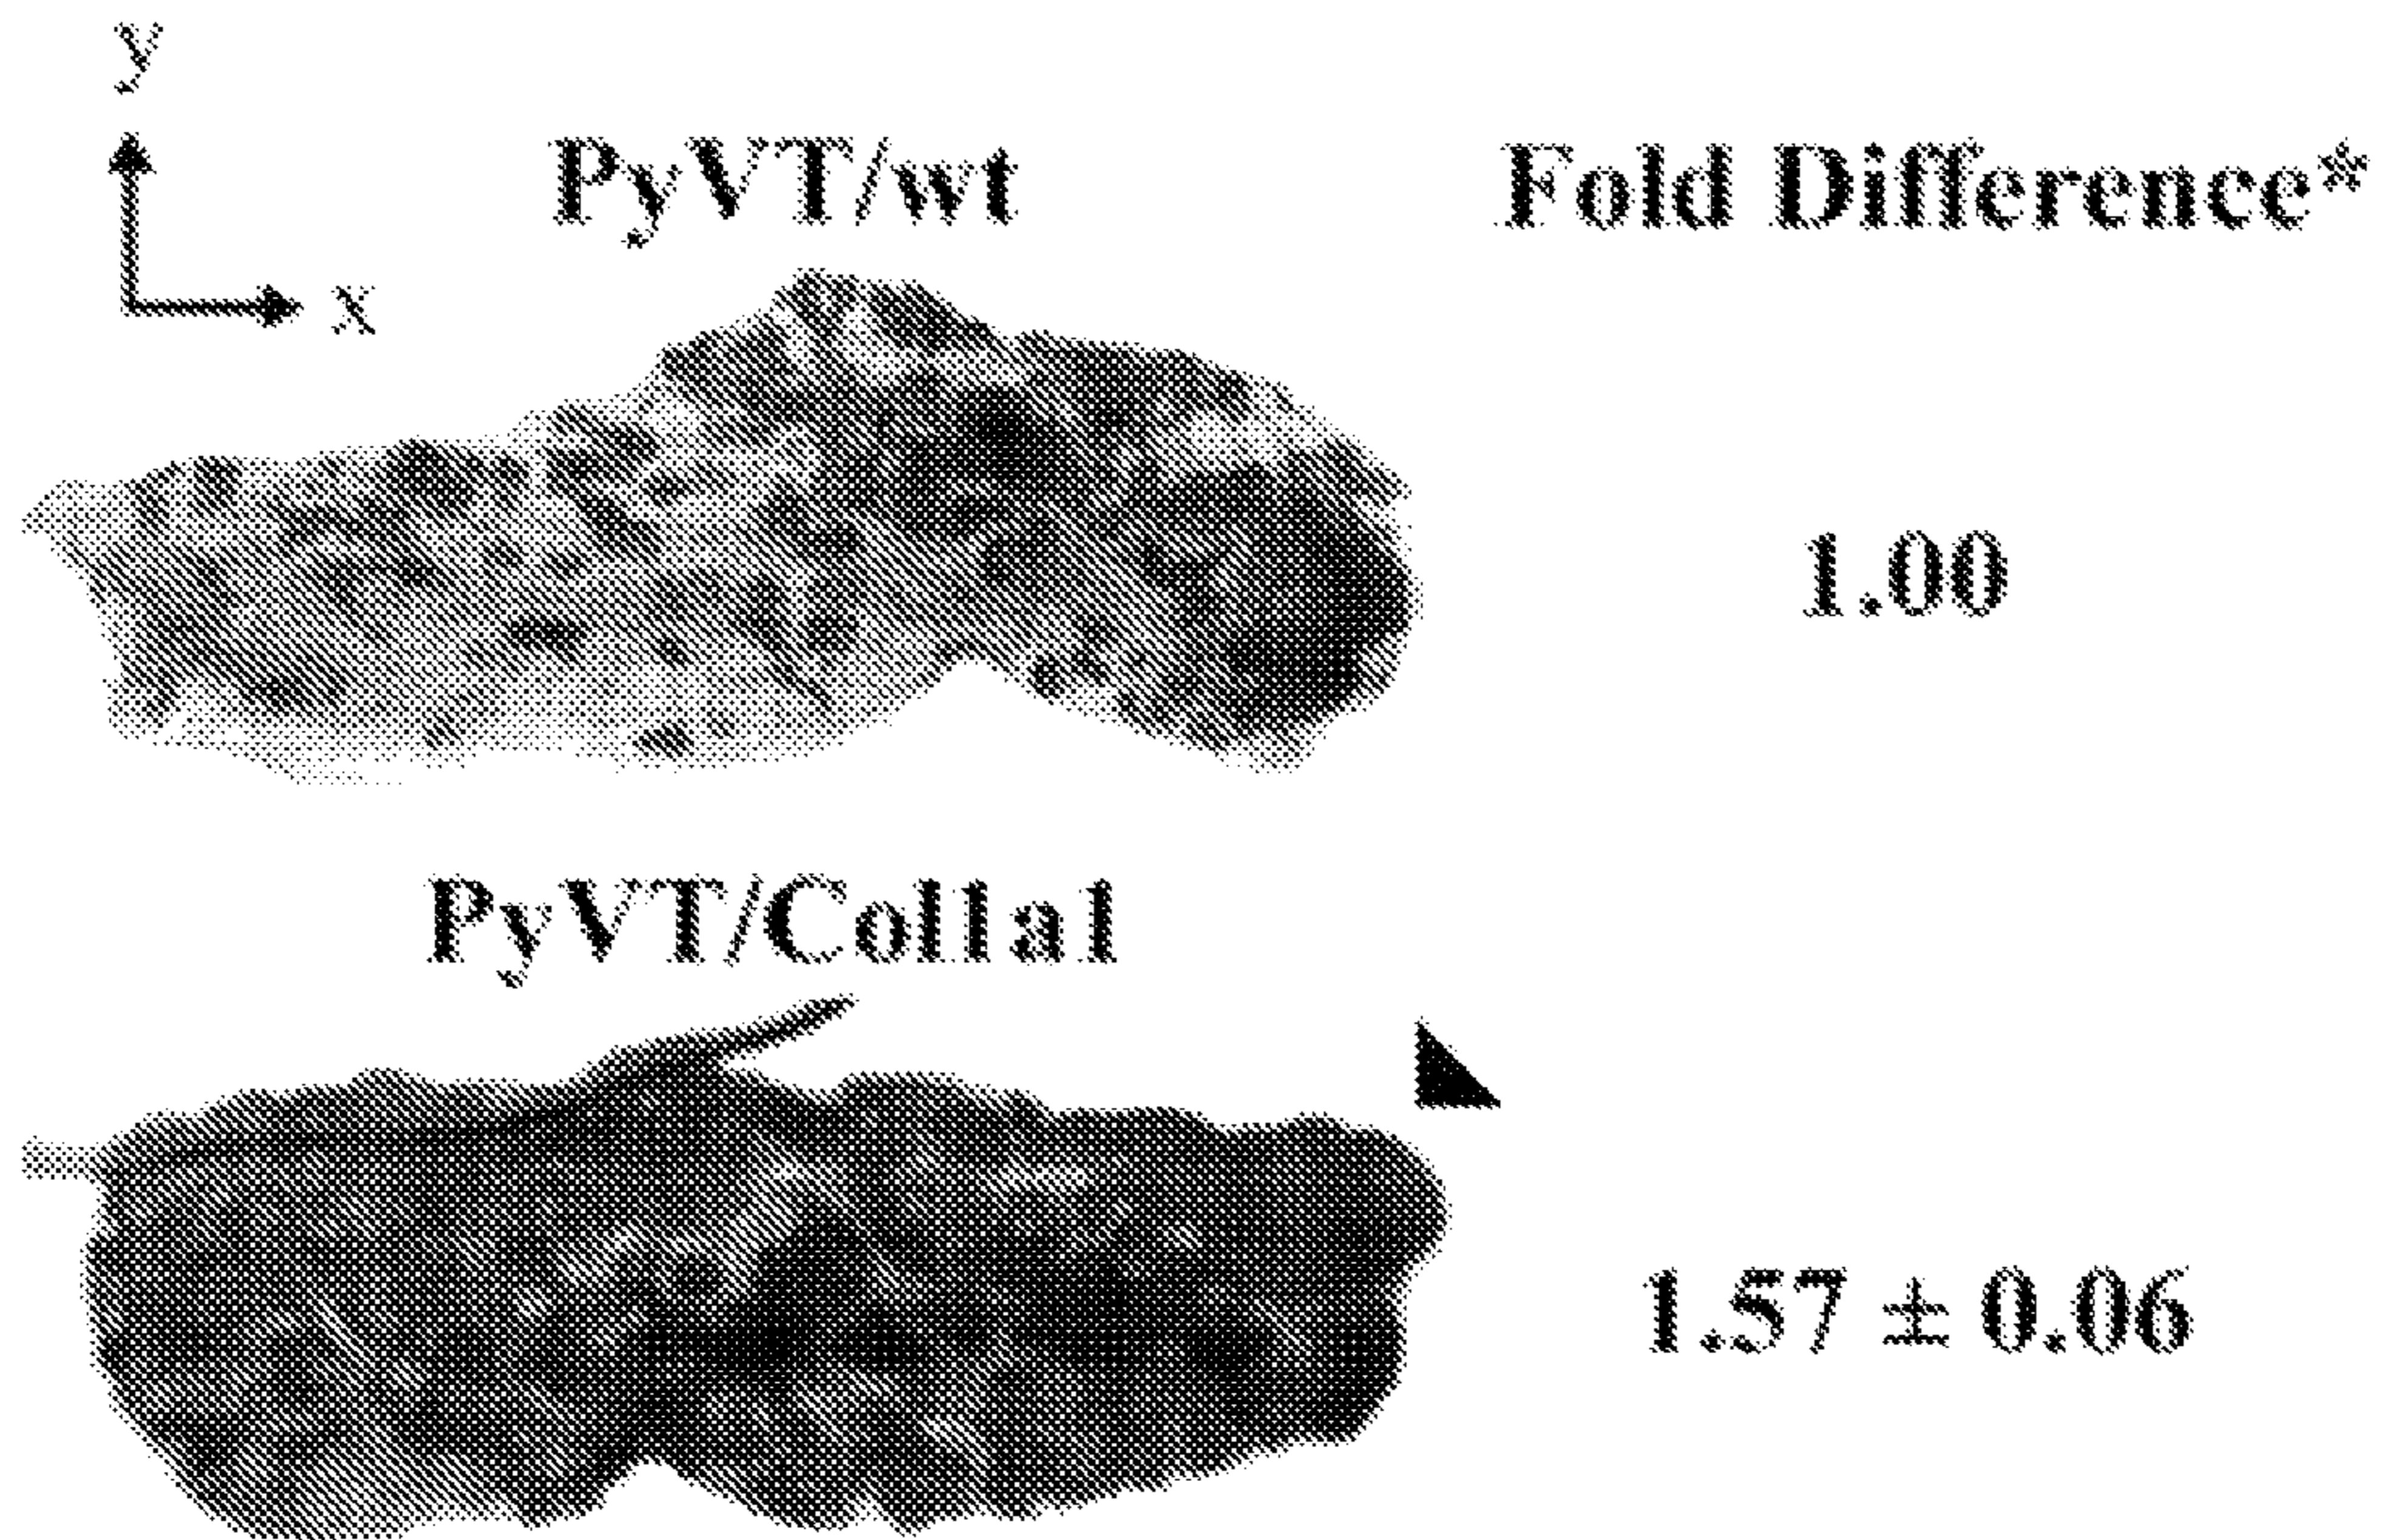 y
PyVT/wt
Fold Difference*
x
1.00
PyVT/Col1a1
1.57 ± 0.06